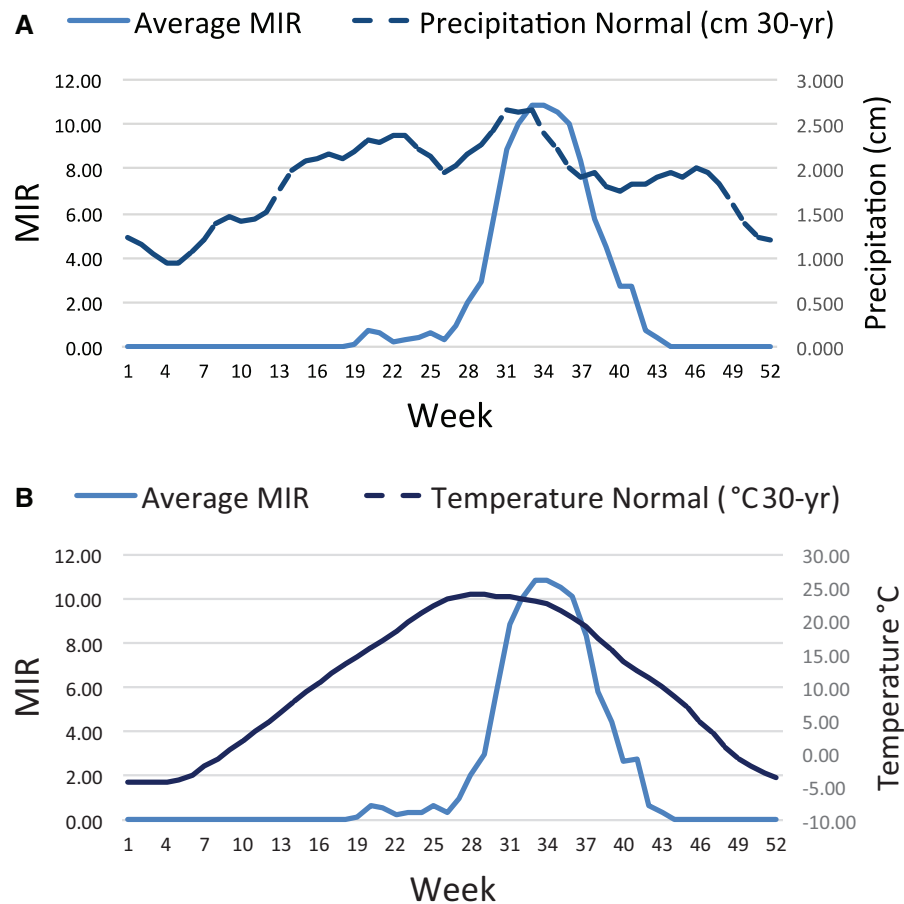 A Average MIR Precipitation Normal (cm 30-yr)
12.00 3.000
10.00 2.500
8.00 2.000
6.00 1.500
4.00 1.000
2.00 0.500
0.00 0.000
MIR
Precipitation (cm)
1 4 7 10 13 16 19 22 25 28 31 34 37 40 43 46 49 52
Week
B Average MIR Temperature Normal (°C30-yr)
12.00 30.00
10.00 25.00
8.00 20.00
6.00 15.00
4.00 10.00
2.00 5.00
0.00 0.00
-5.00
-10.00
MIR
Temperature °C
1 4 7 10 13 16 19 22 25 28 31 34 37 40 43 46 49 52
Week